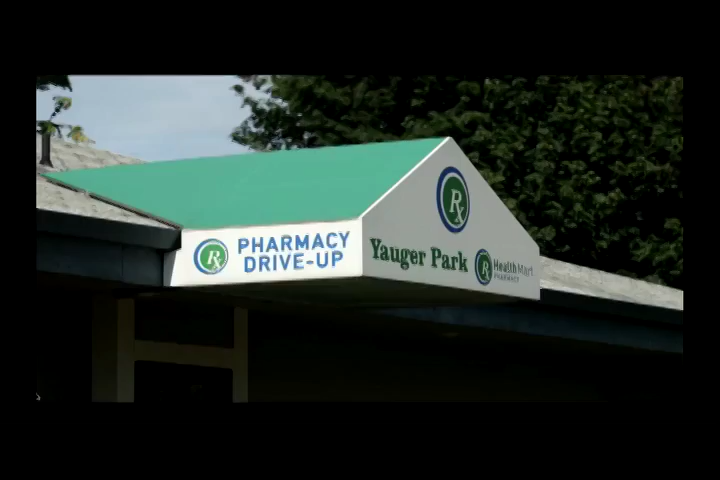 Rx
PHARMACY
DRIVE-UP
Rx
Yauger Park
Rx
Health Mart
PHARMACY